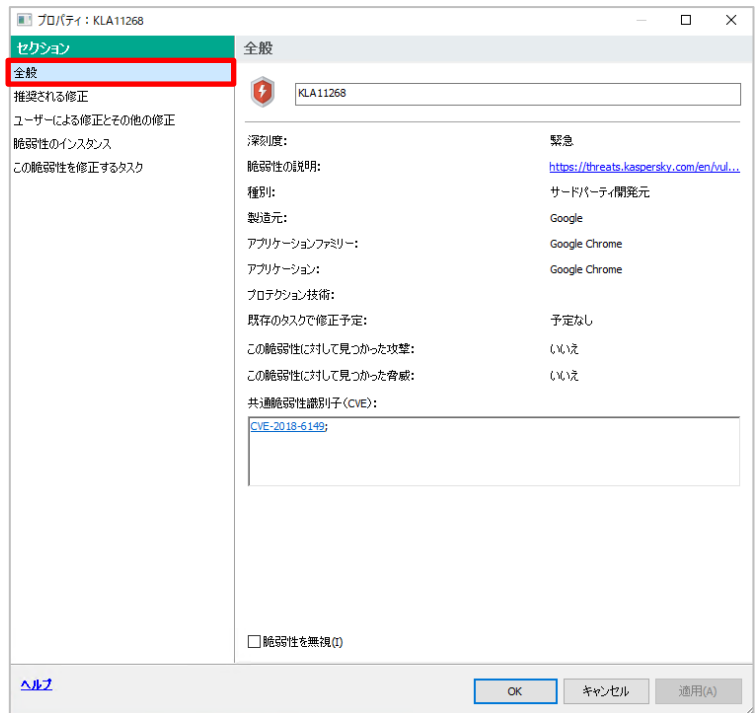 プロパティ：KLA11268
セクション
全般
推奨される修正
ユーザーによる修正とその他の修正
脆弱性のインスタンス
この脆弱性を修正するタスク
全般
KLA11268
深刻度: 緊急
脆弱性の説明: https://threats.kaspersky.com/en/vul...
種別: サードパーティ開発元
製造元: Google
アプリケーションファミリー: Google Chrome
アプリケーション: Google Chrome
プロテクション技術:
既存のタスクで修正予定: 予定なし
この脆弱性に対して見つかった攻撃: いいえ
この脆弱性に対して見つかった脅威: いいえ
共通脆弱性識別子(CVE):
CVE-2018-6149;
脆弱性を無視(I)
ヘルプ
OK キャンセル 適用(A)